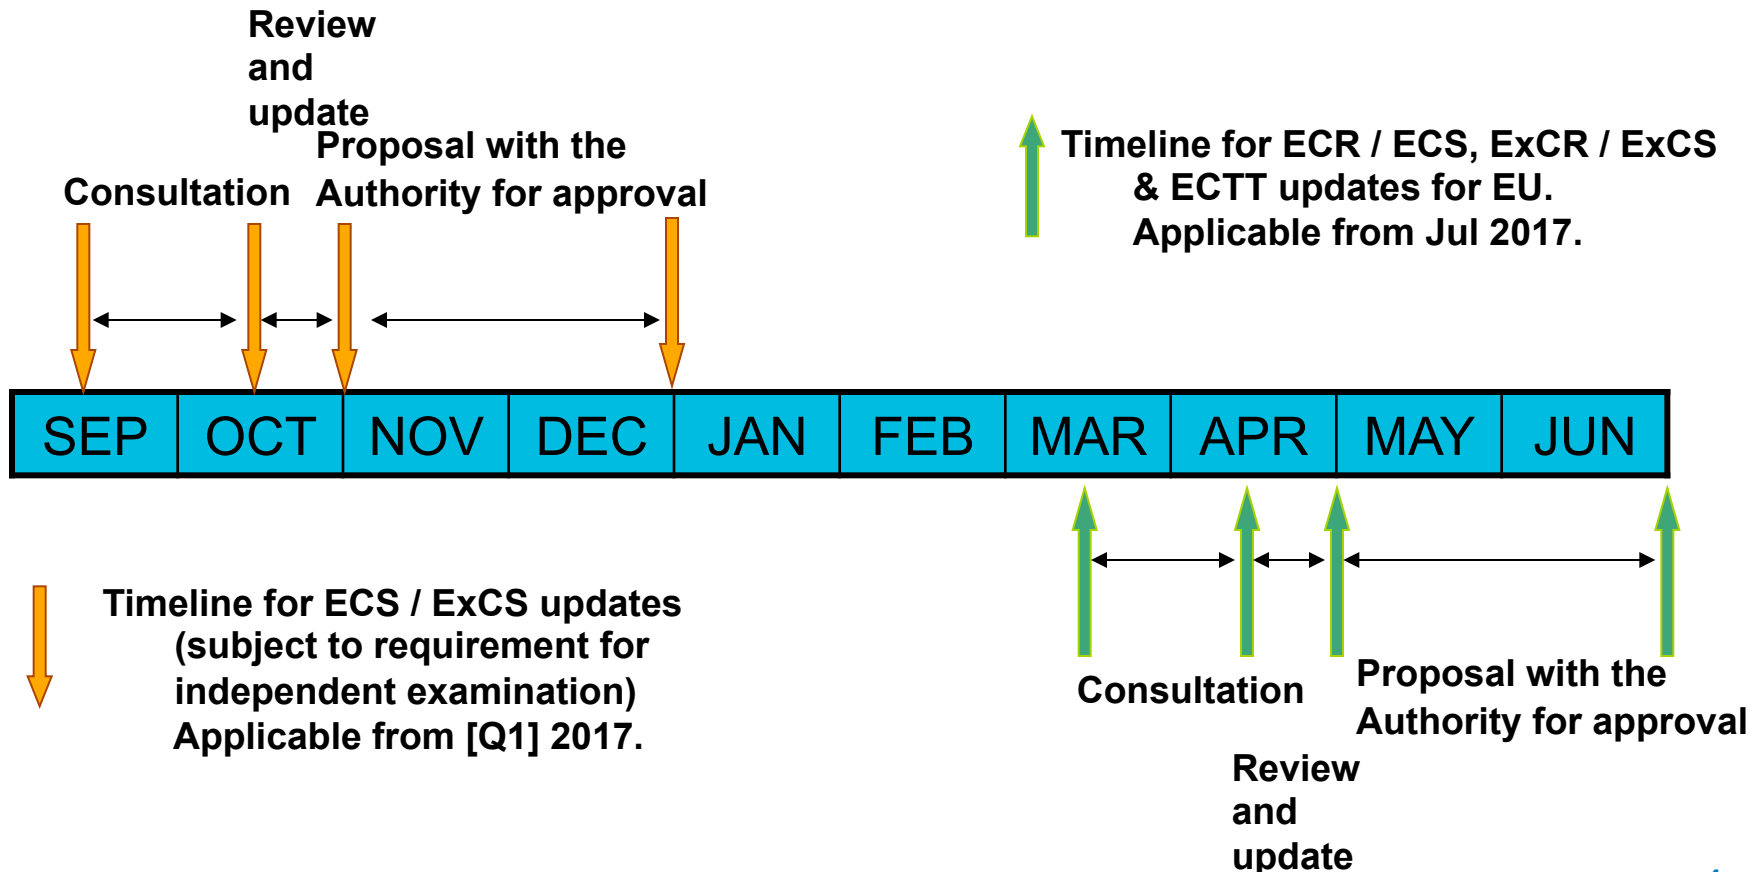 Review
and
update
Proposal with the
Authority for approval
Consultation
Timeline for ECR / ECS, ExCR / ExCS
& ECTT updates for EU.
Applicable from Jul 2017.
SEP OCT NOV DEC JAN FEB MAR APR MAY JUN
Timeline for ECS / ExCS updates
(subject to requirement for
independent examination)
Applicable from [Q1] 2017.
Consultation
Proposal with the
Authority for approval
Review
and
update